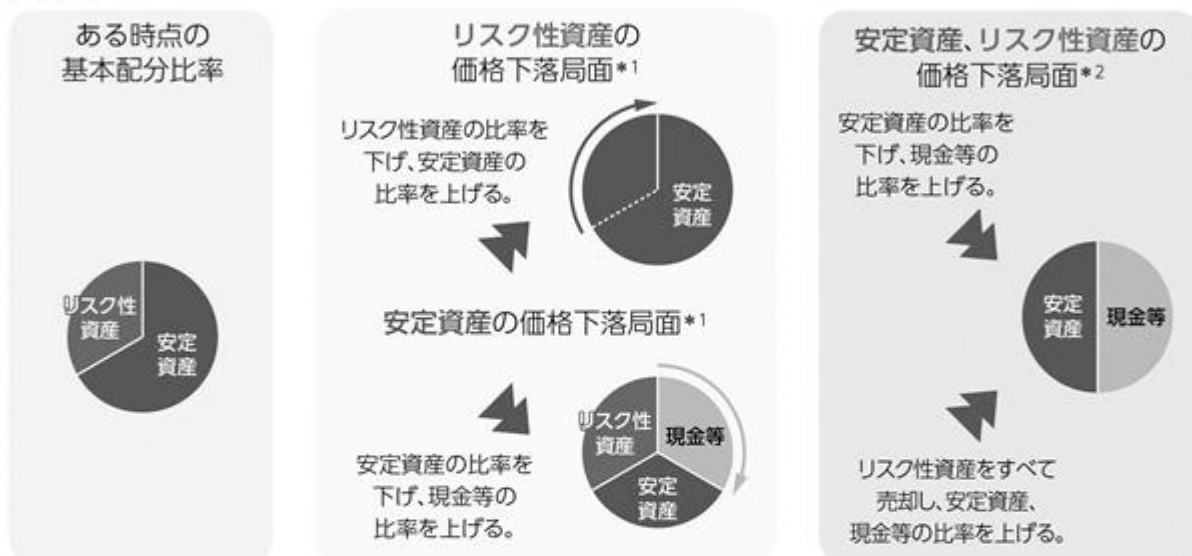 ある時点の
基本配分比率
リスク性
資産
安定
資産
リスク性資産の
価格下落局面*1
リスク性資産の比率を
下げ、安定資産の
比率を上げる。
安定
資産
安定資産の価格下落局面*1
安定資産の比率を
下げ、現金等の
比率を上げる。
リスク性
資産
現金等
安定
資産
安定資産、リスク性資産の
価格下落局面*2
安定資産の比率を
下げ、現金等の
比率を上げる。
安定
資産
現金等
リスク性資産をすべて
売却し、安定資産、
現金等の比率を上げる。